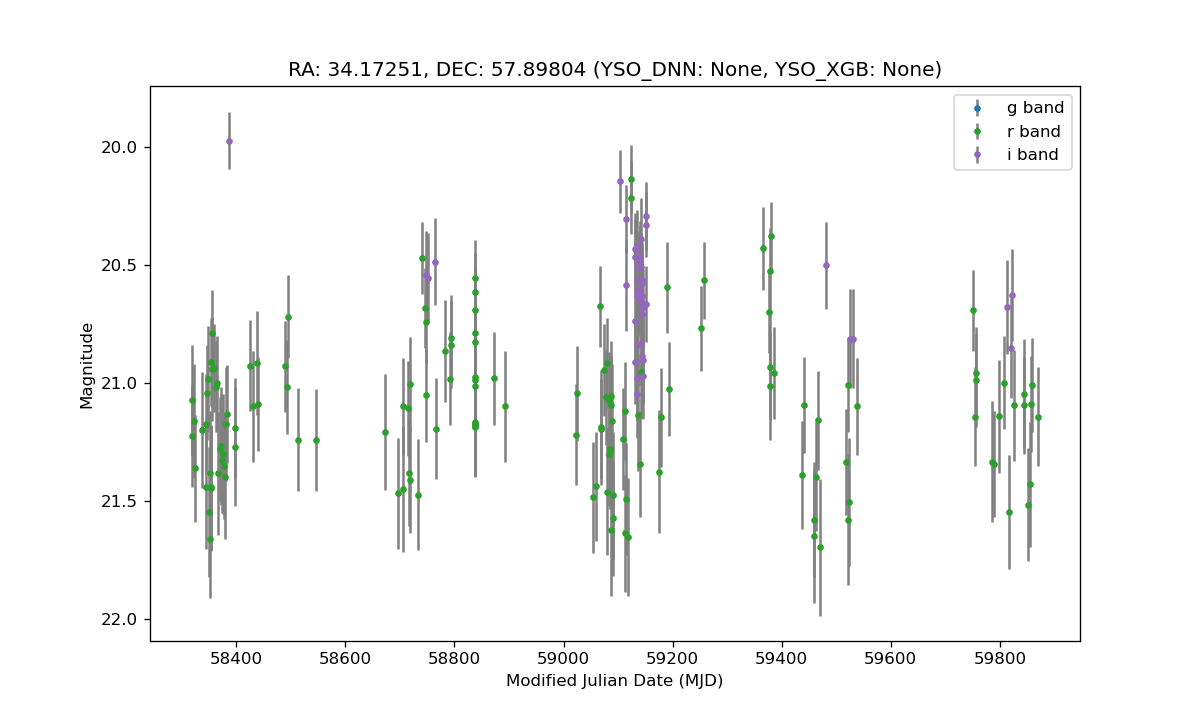 RA: 34.17251, DEC: 57.89804 (YSO_DNN: None, YSO_XGB: None)
g band
r band
i band
20.0
20.5
21.0
21.5
22.0
Magnitude
58400 58600 58800 59000 59200 59400 59600 59800
Modified Julian Date (MJD)